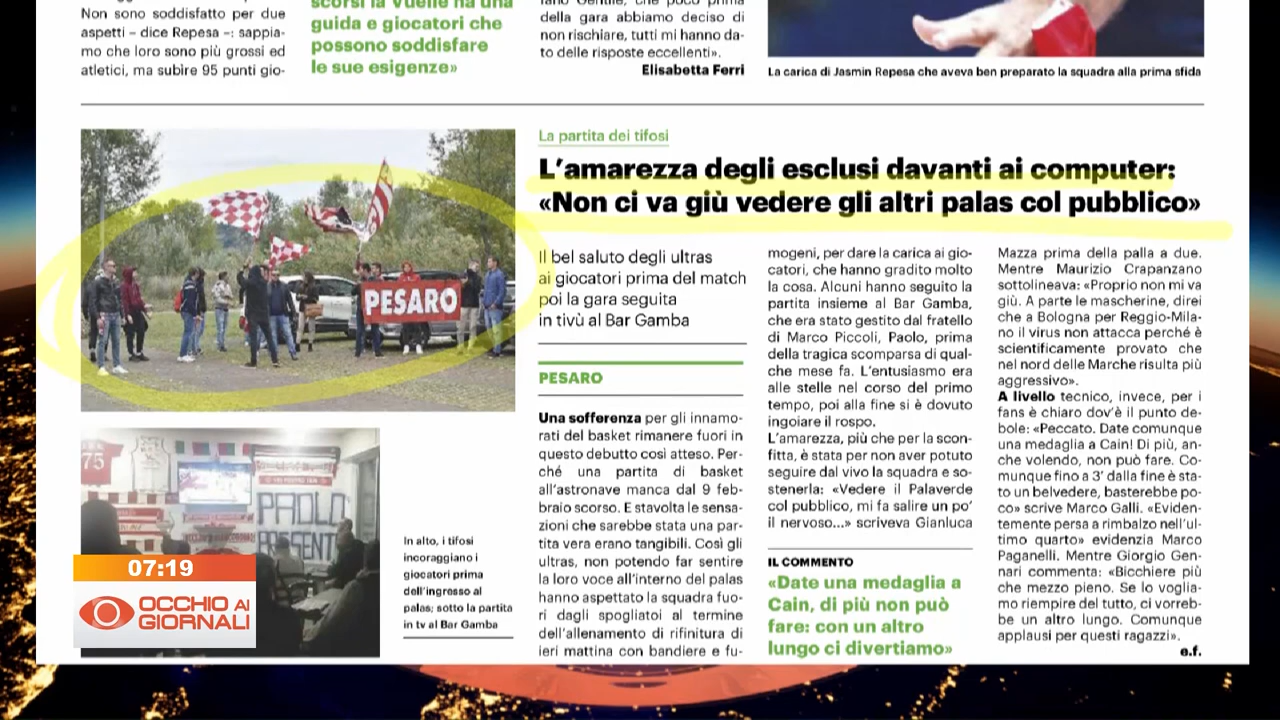 Non sono soddisfatto per due
aspetti – dice Repesa –: sappia-
mo che loro sono più grossi ed
atletici, ma subire 95 punti gio-
scorsi la Vuelle ha una
guida e giocatori che
possono soddisfare
le sue esigenze»
della gara abbiamo deciso di
non rischiare, tutti mi hanno da-
to delle risposte eccellenti».
Elisabetta Ferri
La carica di Jasmin Repesa che aveva ben preparato la squadra alla prima sfida
La partita dei tifosi
L'amarezza degli esclusi davanti ai computer:
«Non ci va giù vedere gli altri palas col pubblico»
Il bel saluto degli ultras
ai giocatori prima del match
poi la gara seguita
in tivù al Bar Gamba
PESARO
Una sofferenza per gli innamo-
rati del basket rimanere fuori in
questo debutto così atteso. Per-
ché una partita di basket
all'astronave manca dal 9 feb-
braio scorso. E stavolta le sensa-
zioni che sarebbe stata una par-
tita vera erano tangibili. Così gli
ultras, non potendo far sentire
la loro voce all'interno del palas
hanno aspettato la squadra fuo-
ri dagli spogliatoi al termine
dell'allenamento di rifinitura di
ieri mattina con bandiere e fu-
mogeni, per dare la carica ai gio-
catori, che hanno gradito molto
la cosa. Alcuni hanno seguito la
partita insieme al Bar Gamba,
che era stato gestito dal fratello
di Marco Piccoli, Paolo, prima
della tragica scomparsa di qual-
che mese fa. L'entusiasmo era
alle stelle nel corso del primo
tempo, poi alla fine si è dovuto
ingoiare il rospo.
L'amarezza, più che per la scon-
fitta, è stata per non aver potuto
seguire dal vivo la squadra e so-
stenerla: «Vedere il Palaverde
col pubblico, mi fa salire un po'
il nervoso...» scriveva Gianluca
IL COMMENTO
«Date una medaglia a
Cain, di più non può
fare: con un altro
lungo ci divertiamo»
Mazza prima della palla a due.
Mentre Maurizio Crapanzano
sottolineava: «Proprio non mi va
giù. A parte le mascherine, direi
che a Bologna per Reggio-Mila-
no il virus non attacca perché è
scientificamente provato che
nel nord delle Marche risulta più
aggressivo».
A livello tecnico, invece, per i
fans è chiaro dov'è il punto de-
bole: «Peccato. Date comunque
una medaglia a Cain! Di più, an-
che volendo, non può fare. Co-
munque fino a 3' dalla fine è sta-
to un belvedere, basterebbe po-
co» scrive Marco Galli. «Eviden-
temente persa a rimbalzo nell'ul-
timo quarto» evidenzia Marco
Paganelli. Mentre Giorgio Gen-
nari commenta: «Bicchiere più
che mezzo pieno. Se lo voglia-
mo riempire del tutto, ci vorreb-
be un altro lungo. Comunque
applausi per questi ragazzi».
e.f.
PESARO
75
PAOLO
In alto, i tifosi
incoraggiano i
giocatori prima
dell'ingresso al
palas; sotto la partita
in tv al Bar Gamba
07:19
OCCHIO AI
GIORNALI